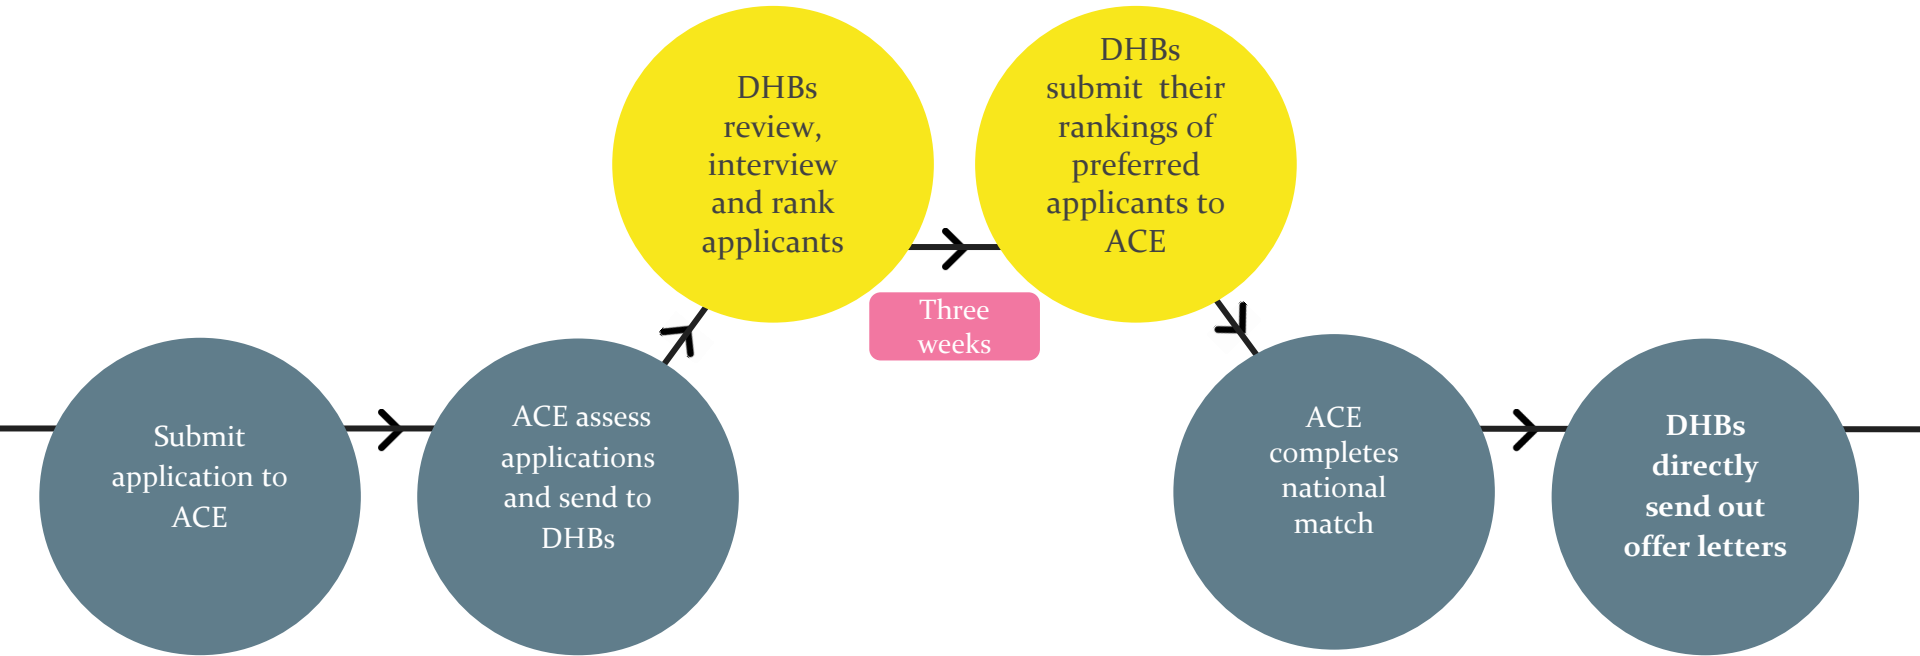 Submit
application to
ACE
ACE assess
applications
and send to
DHBs
DHBs
review,
interview
and rank
applicants
Three
weeks
DHBs
submit  their
rankings of
preferred
applicants to
ACE
ACE
completes
national
match
DHBs
directly
send out
offer letters